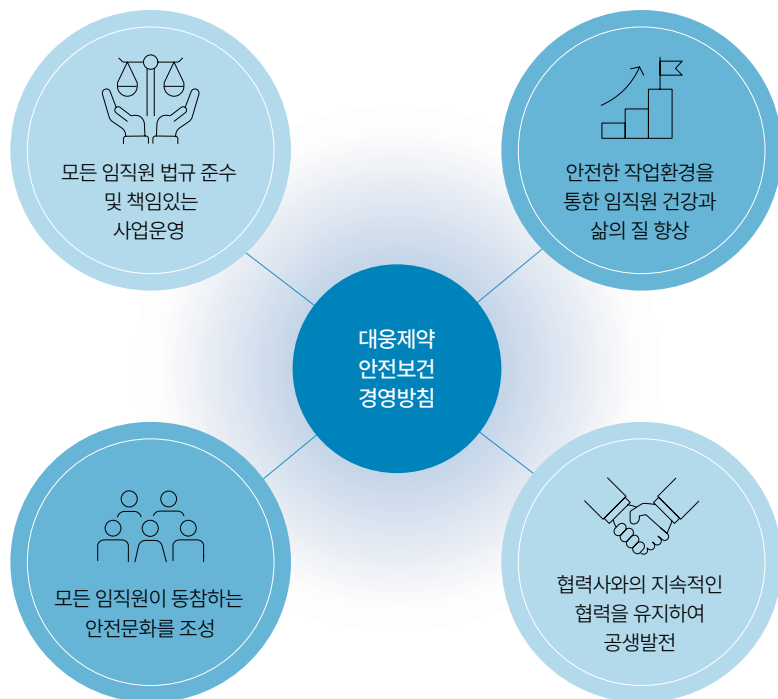 모든 임직원 법규 준수
및 책임있는
사업운영
안전한 작업환경을
통한 임직원 건강과
삶의 질 향상
대웅제약
안전보건
경영방침
모든 임직원이 동참하는
안전문화를 조성
협력사와의 지속적인
협력을 유지하여
공생발전